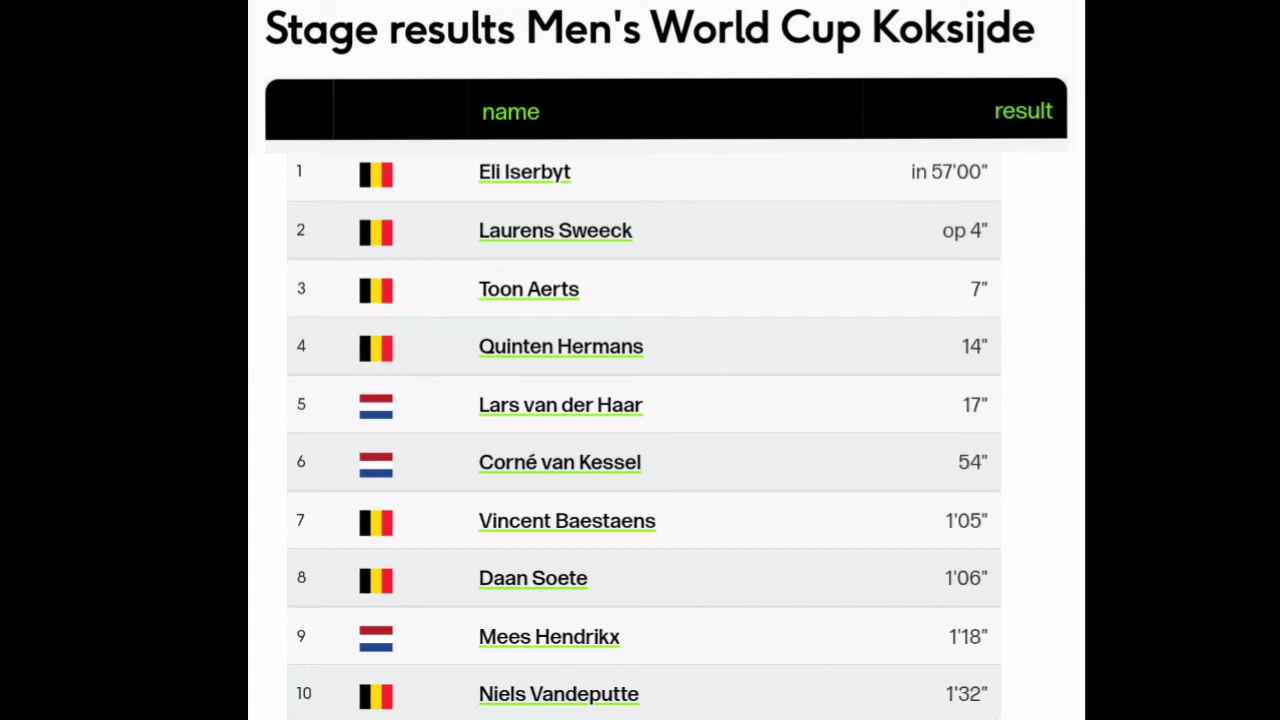 Stage results Men's World Cup Koksijde
name result
1 Eli Iserbyt in 57'00"
2 Laurens Sweeck op 4"
3 Toon Aerts 7"
4 Quinten Hermans 14"
5 Lars van der Haar 17"
6 Corné van Kessel 54"
7 Vincent Baestaens 1'05"
8 Daan Soete 1'06"
9 Mees Hendrikx 1'18"
10 Niels Vandeputte 1'32"